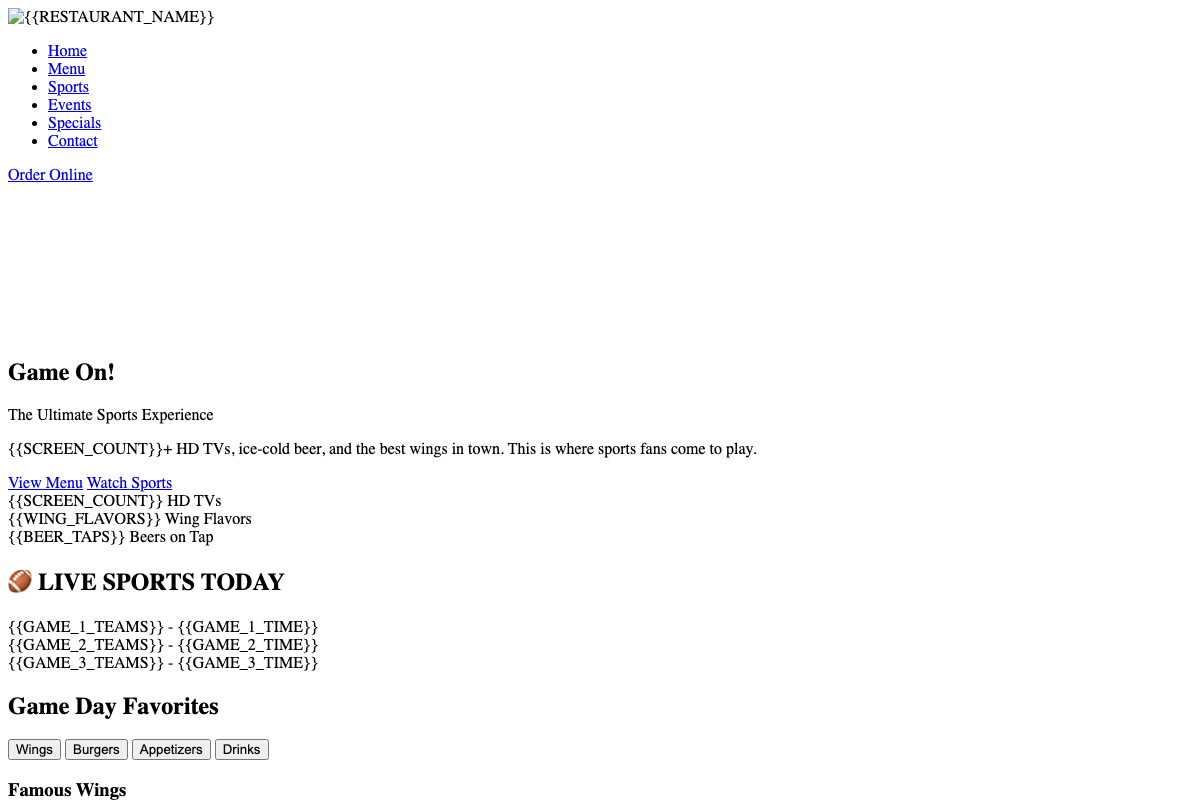 {{RESTAURANT_NAME}}
Home
Menu
Sports
Events
Specials
Contact
Order Online
Game On!
The Ultimate Sports Experience
{{SCREEN_COUNT}}+ HD TVs, ice-cold beer, and the best wings in town. This is where sports fans come to play.
View Menu Watch Sports
{{SCREEN_COUNT}} HD TVs
{{WING_FLAVORS}} Wing Flavors
{{BEER_TAPS}} Beers on Tap
🏈 LIVE SPORTS TODAY
{{GAME_1_TEAMS}} - {{GAME_1_TIME}}
{{GAME_2_TEAMS}} - {{GAME_2_TIME}}
{{GAME_3_TEAMS}} - {{GAME_3_TIME}}
Game Day Favorites
Wings Burgers Appetizers Drinks
Famous Wings